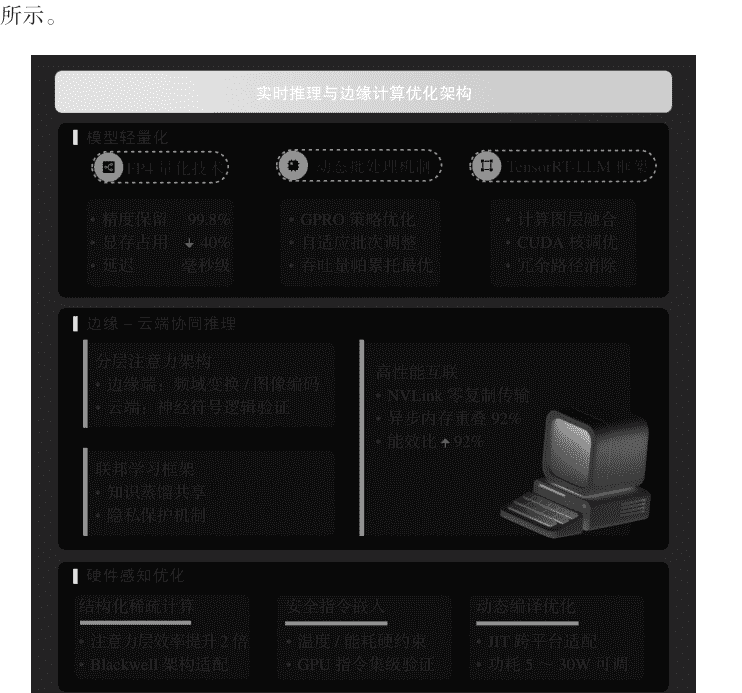 所示。
实时推理与边缘计算优化架构
模型轻量化
FP4 量化技术
动态批处理机制
TensorRT-LLM 框架
• 精度保留 99.8%
• 显存占用 40%
• 延迟 毫秒级
• GPRO 策略优化
• 自适应批次调整
• 吞吐量帕累托最优
• 计算图层融合
• CUDA 核调优
• 冗余路径消除
边缘 – 云端协同推理
分层注意力架构
• 边缘端：频域变换 / 图像编码
• 云端：神经符号逻辑验证
联邦学习框架
• 知识蒸馏共享
• 隐私保护机制
高性能互联
• NVLink 零复制传输
• 异步内存重叠 92%
• 能效比 92%
硬件感知优化
结构化稀疏计算
• 注意力层效率提升 2 倍
• Blackwell 架构适配
安全指令嵌入
• 温度 / 能耗硬约束
• GPU 指令集级验证
动态编译优化
• JIT 跨平台适配
• 功耗 5 ～ 30W 可调